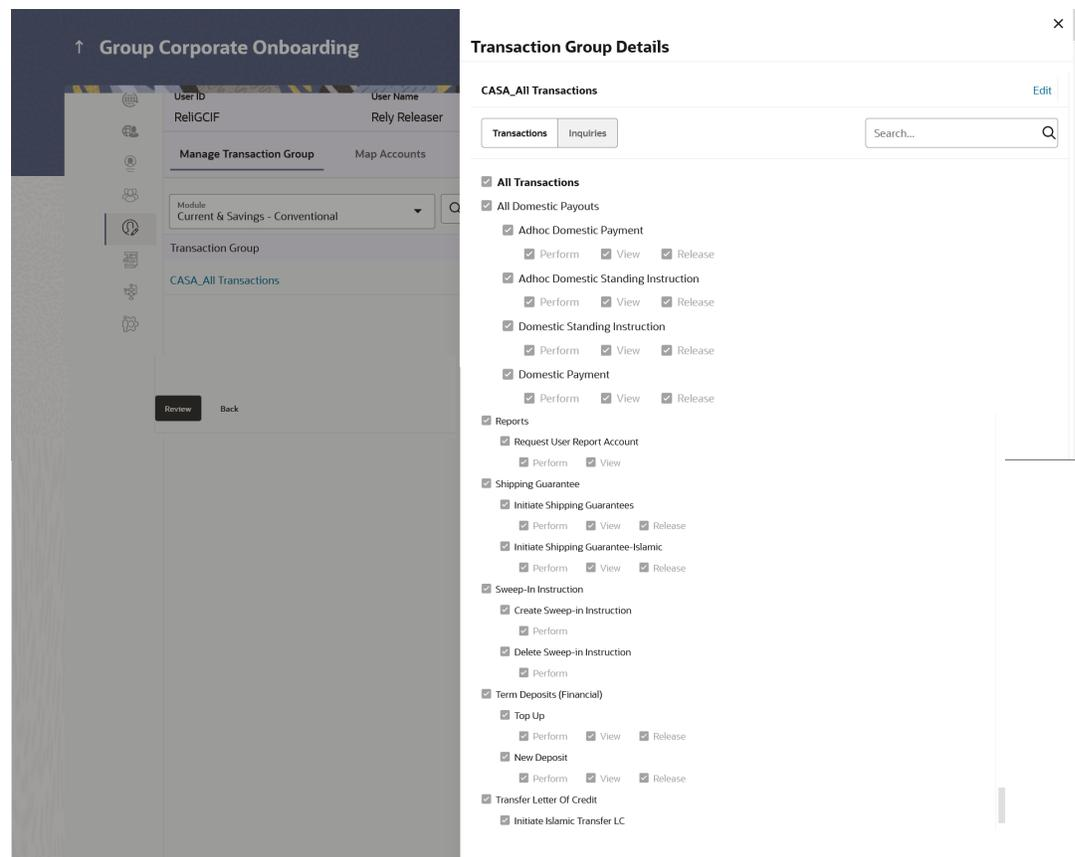 Group Corporate Onboarding
User ID
User Name
ReliGCIF
Rely Releaser
Manage Transaction Group
Map Accounts
Module
Current & Savings - Conventional
Transaction Group
CASA_All Transactions
Review
Back
Transaction Group Details
CASA_All Transactions
Edit
Transactions
Inquiries
Search...
All Transactions
All Domestic Payouts
Adhoc Domestic Payment
Perform View Release
Adhoc Domestic Standing Instruction
Perform View Release
Domestic Standing Instruction
Perform View Release
Domestic Payment
Perform View Release
Reports
Request User Report Account
Perform View
Shipping Guarantee
Initiate Shipping Guarantees
Perform View Release
Initiate Shipping Guarantee-Islamic
Perform View Release
Sweep-In Instruction
Create Sweep-in Instruction
Perform
Delete Sweep-in Instruction
Perform
Term Deposits (Financial)
Top Up
Perform View Release
New Deposit
Perform View Release
Transfer Letter Of Credit
Initiate Islamic Transfer LC